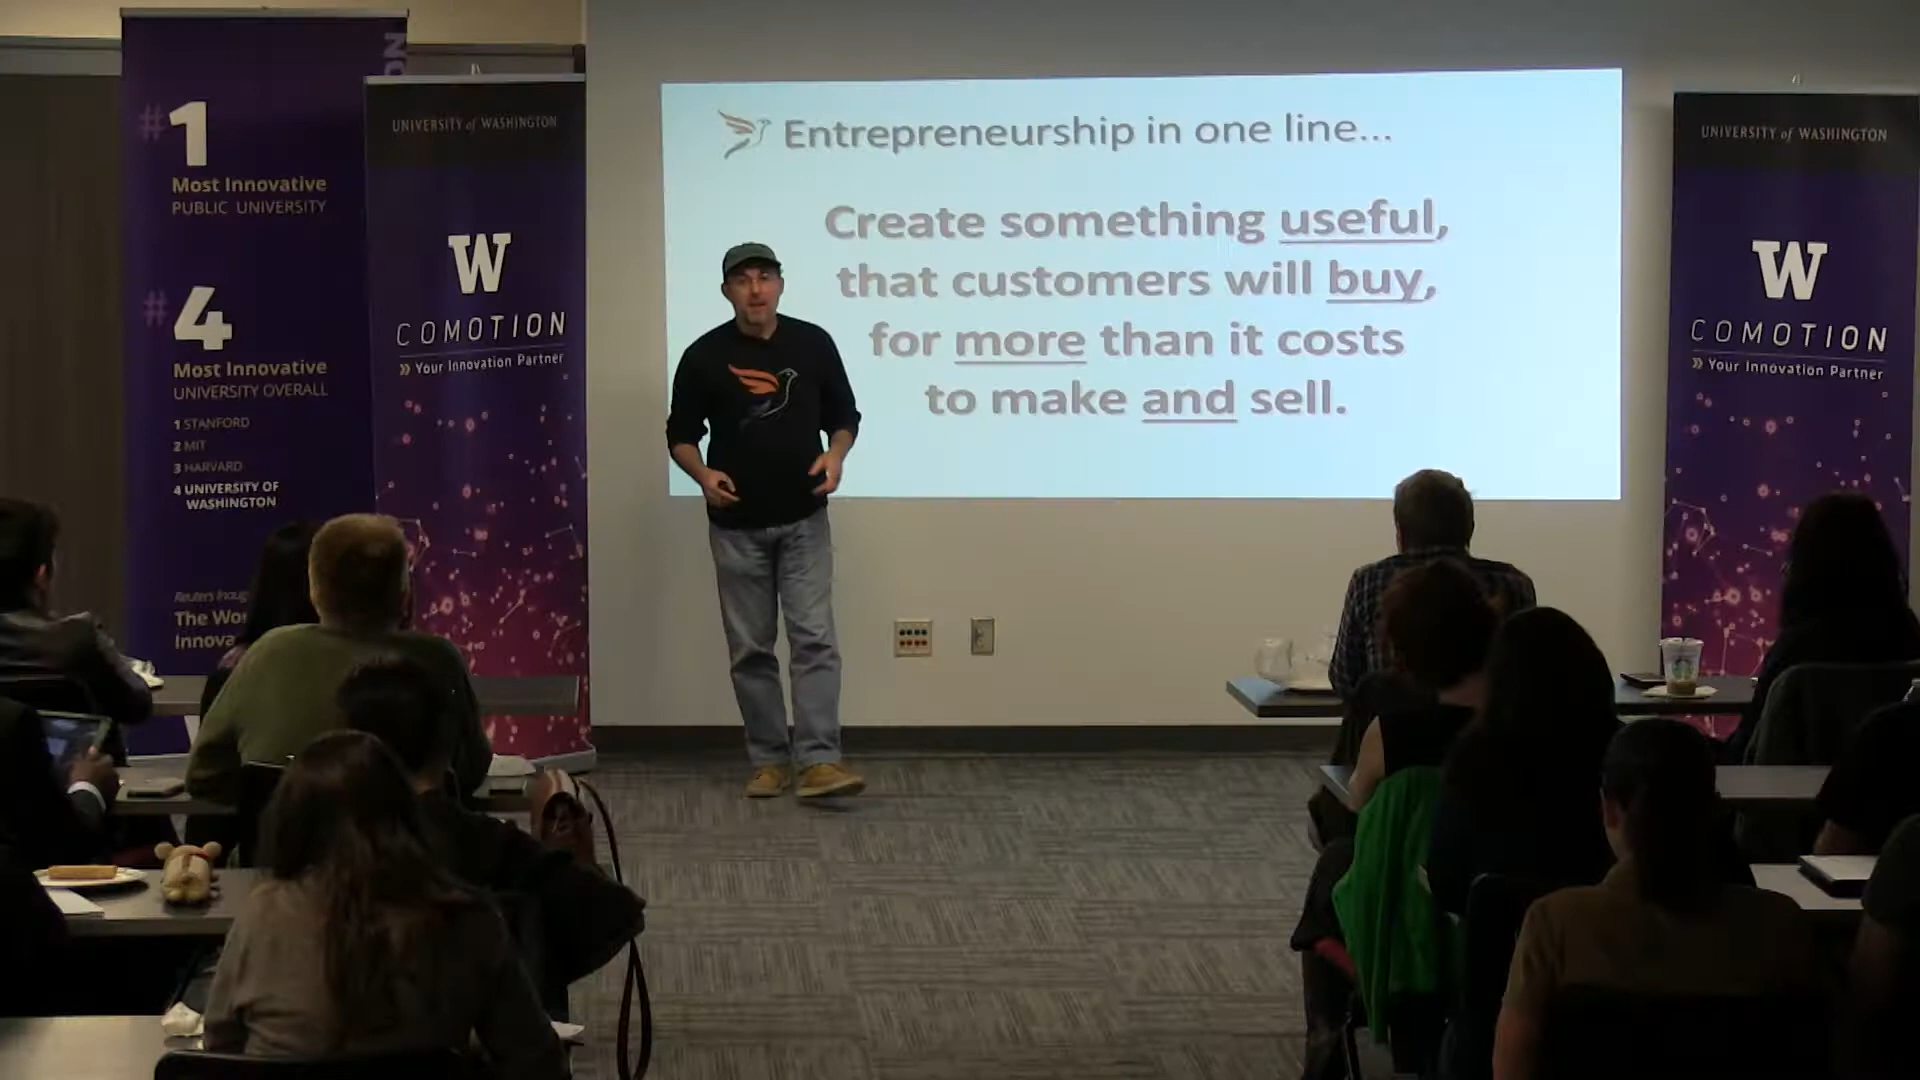 #1
Most Innovative
PUBLIC UNIVERSITY
#4
Most Innovative
UNIVERSITY OVERALL
1 STANFORD
2 MIT
3 HARVARD
4 UNIVERSITY OF
WASHINGTON
The
Innova
UNIVERSITY of WASHINGTON
W
COMOTION
» Your Innovation Partner
Entrepreneurship in one line...
Create something useful,
that customers will buy,
for more than it costs
to make and sell.
UNIVERSITY of WASHINGTON
W
COMOTION
» Your Innovation Partner